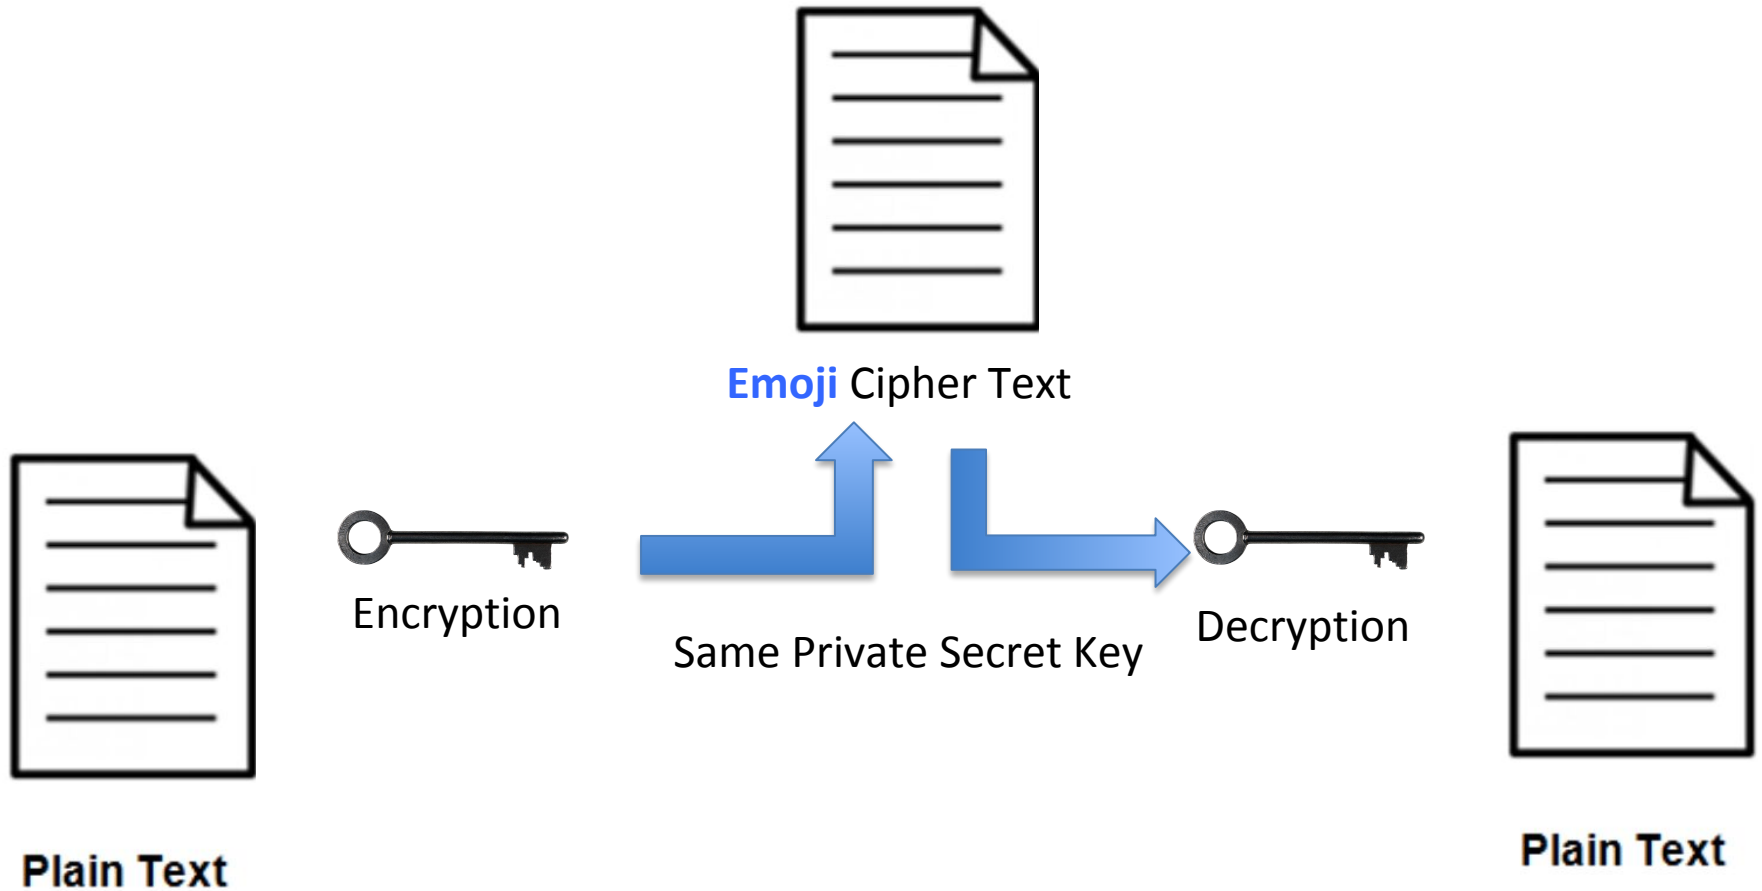 Emoji Cipher Text
Encryption
Same Private Secret Key
Decryption
Plain Text
Plain Text